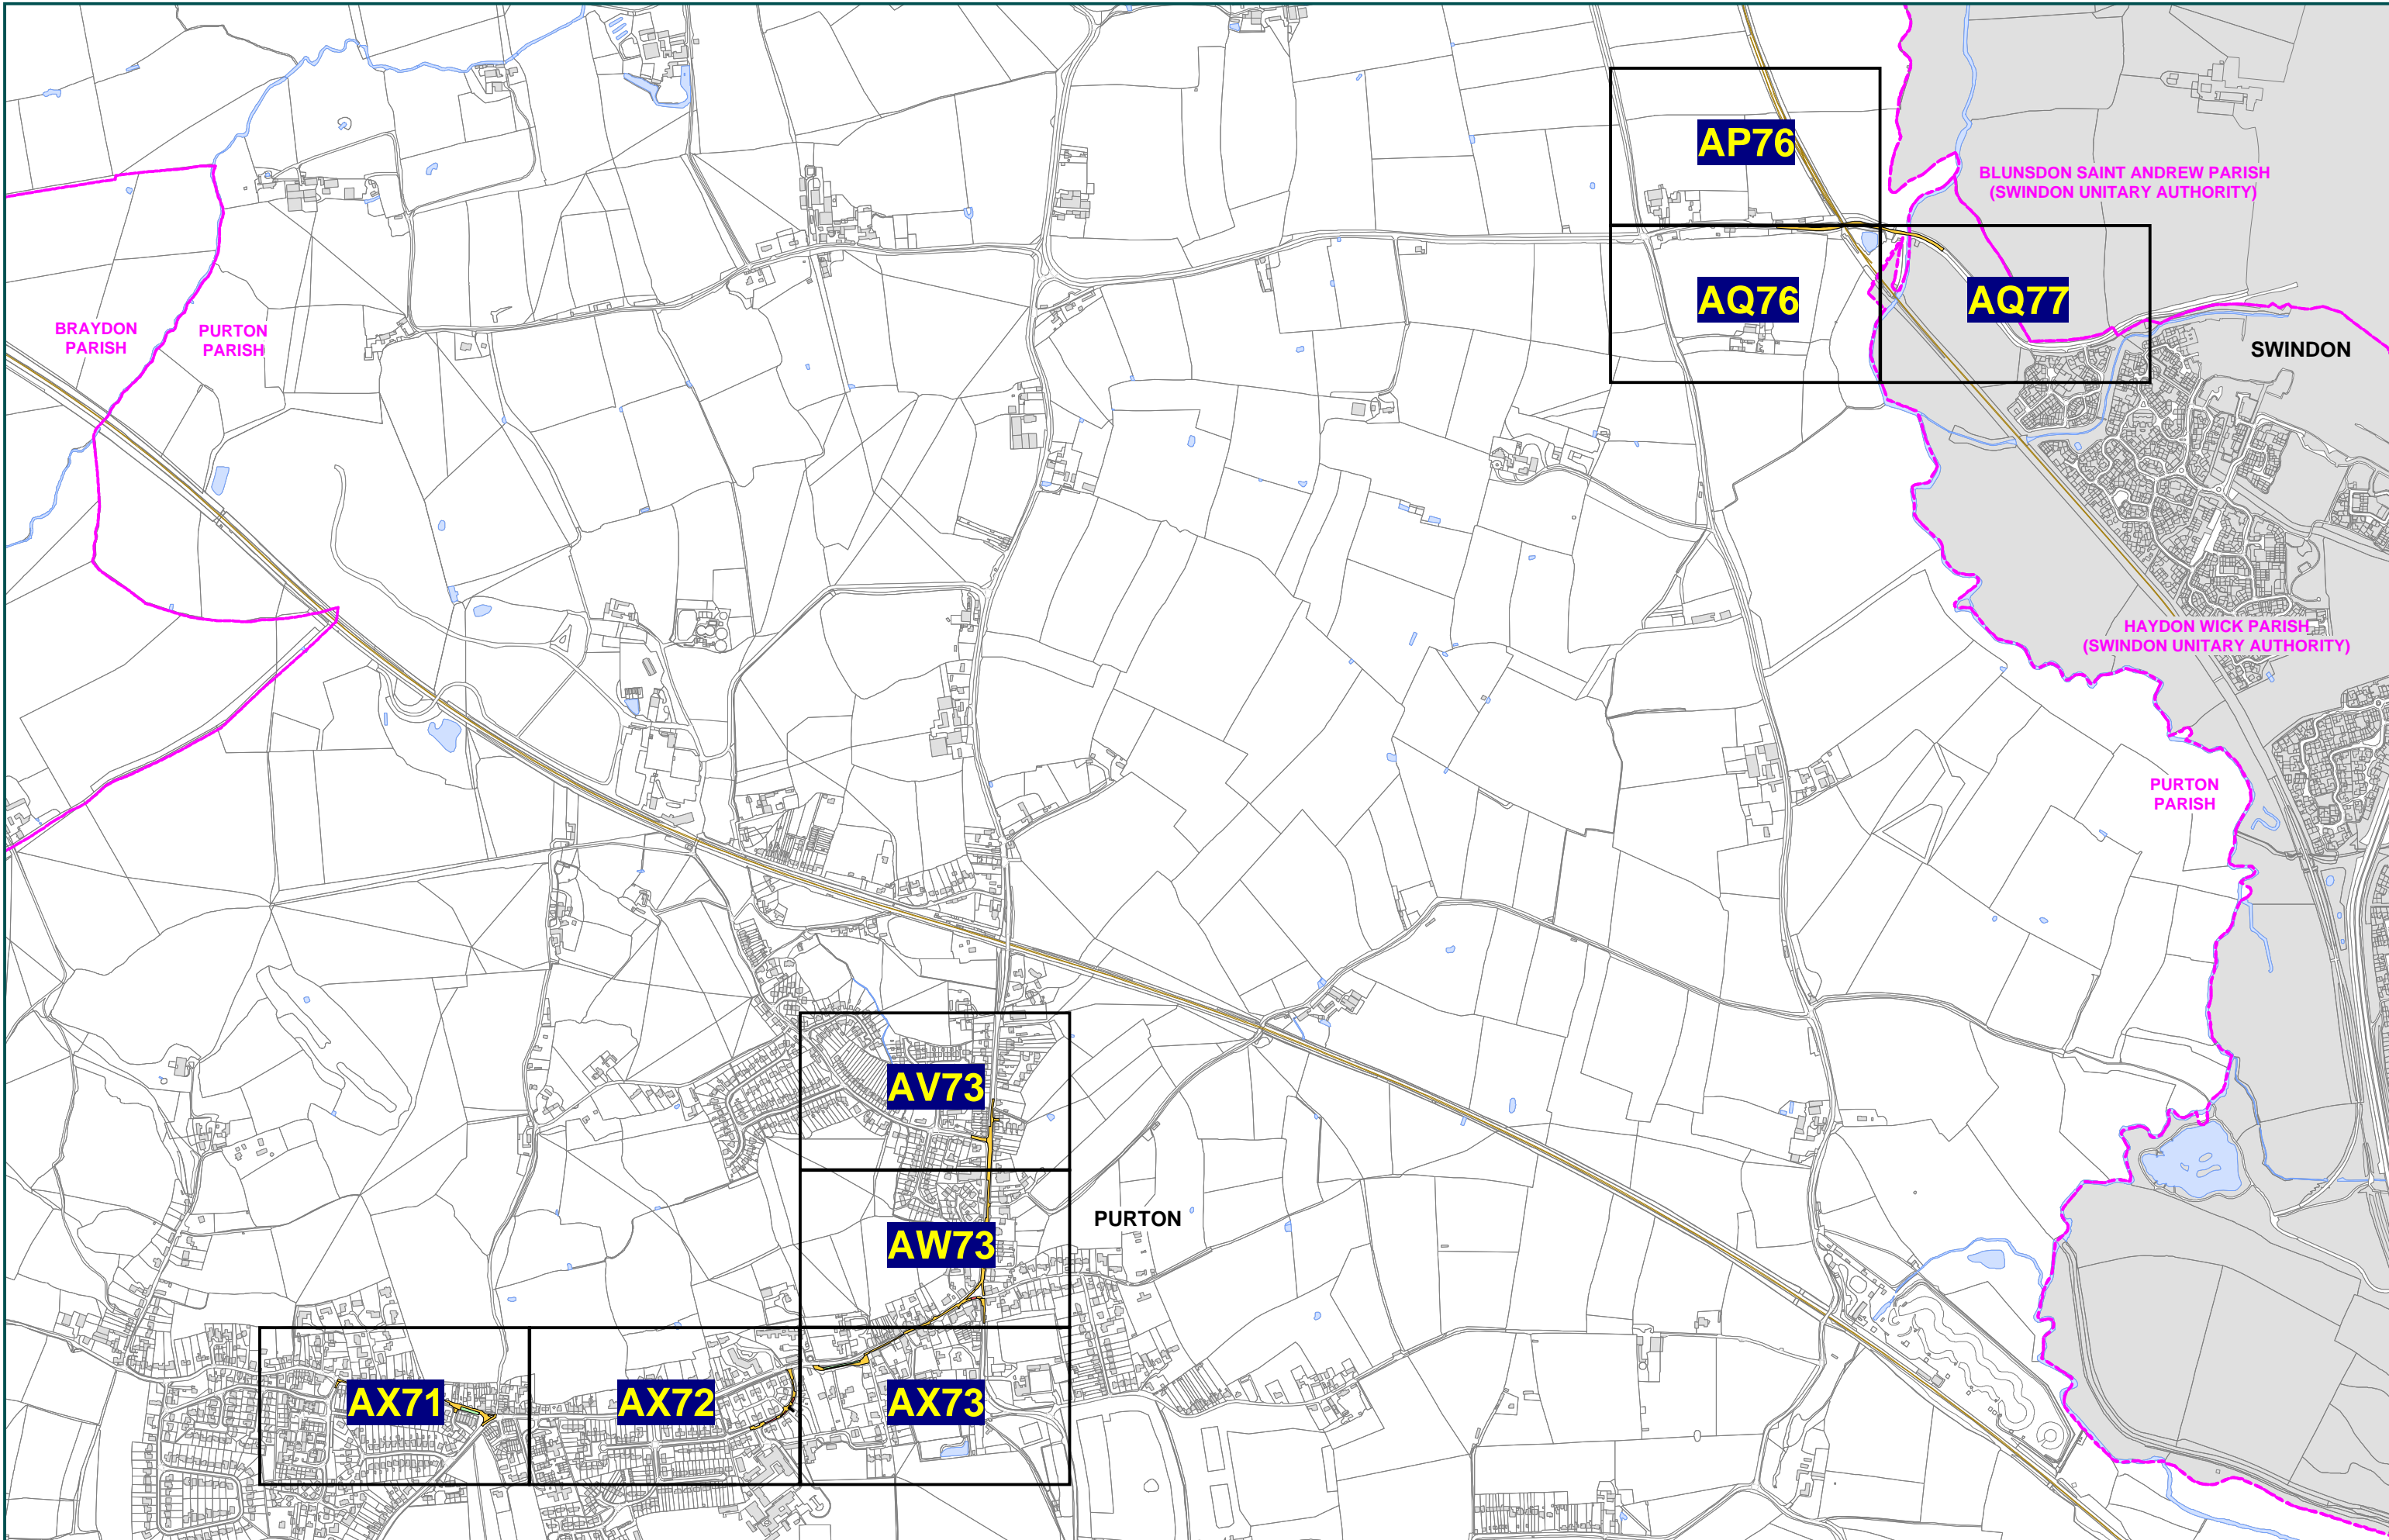 AP76
BLUNSDON SAINT ANDREW PARISH
(SWINDON UNITARY AUTHORITY)
AQ76
AQ77
BRAYDON
PARISH
PURTON
PARISH
SWINDON
HAYDON WICK PARISH
(SWINDON UNITARY AUTHORITY)
PURTON
PARISH
AV73
AW73
PURTON
AX71
AX72
AX73